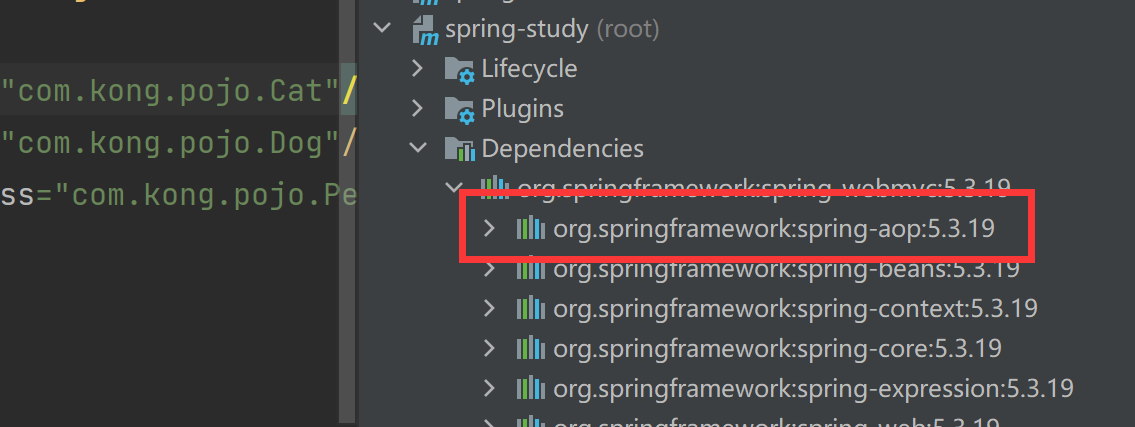 spring-study (root)
Lifecycle
"com.kong.pojo.Cat"/
Plugins
"com.kong.pojo.Dog"/
Dependencies
ss="com.kong.pojo.Pe
org.springframework:spring-webmvc:5.3.19
org.springframework:spring-aop:5.3.19
org.springframework:spring-beans:5.3.19
org.springframework:spring-context:5.3.19
org.springframework:spring-core:5.3.19
org.springframework:spring-expression:5.3.19
org.springframework:spring-web:5.3.19